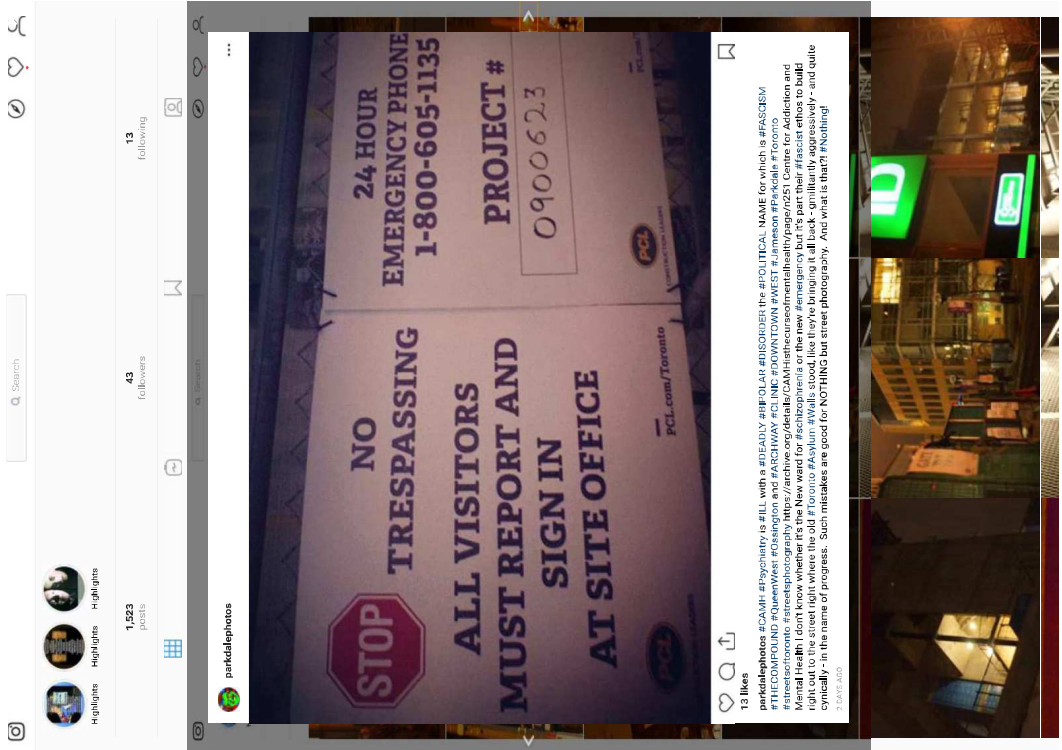 Search
1,523
posts
43
followers
13
following
Highlights
Highlights
Highlights
Search
parkdalephotos
STOP
NO
TRESPASSING
ALL VISITORS
MUST REPORT AND
SIGN IN
AT SITE OFFICE
PCL
PCL.com/Toronto
24 HOUR
EMERGENCY PHONE
1-800-605-1135
PROJECT #
0900623
PCL
CONSTRUCTION LEADERS
13 likes
parkdalephotos #CAMH #Psychiatry is #ILL with a #DEADLY #BIPOLAR #DISORDER the #POLITICAL NAME for which is #FASCISM
#THECOMPOUND #QueenWest #Ossington and #ARCHWAY #CLINIC #DOWNTOWN #WEST #Jameson #Parkdale #Toronto
#streetsoftoronto #streetsphotography https://archive.org/details/CAMHisthecurseofmentalhealth/page/n251 Centre for Addiction and
Mental Health I don't know whether it's the New ward for #schizophrenia or the new #emergency but it's part their #fascist ethos to build
right out to the street right where the old #Toronto #Asylum #Walls stood, like they're bringing it all back - gmilitantly aggressively - and quite
cynically - in the name of progress. Such mistakes are good for NOTHING but street photography. And what is that?! #Nothing!
2 DAYS AGO